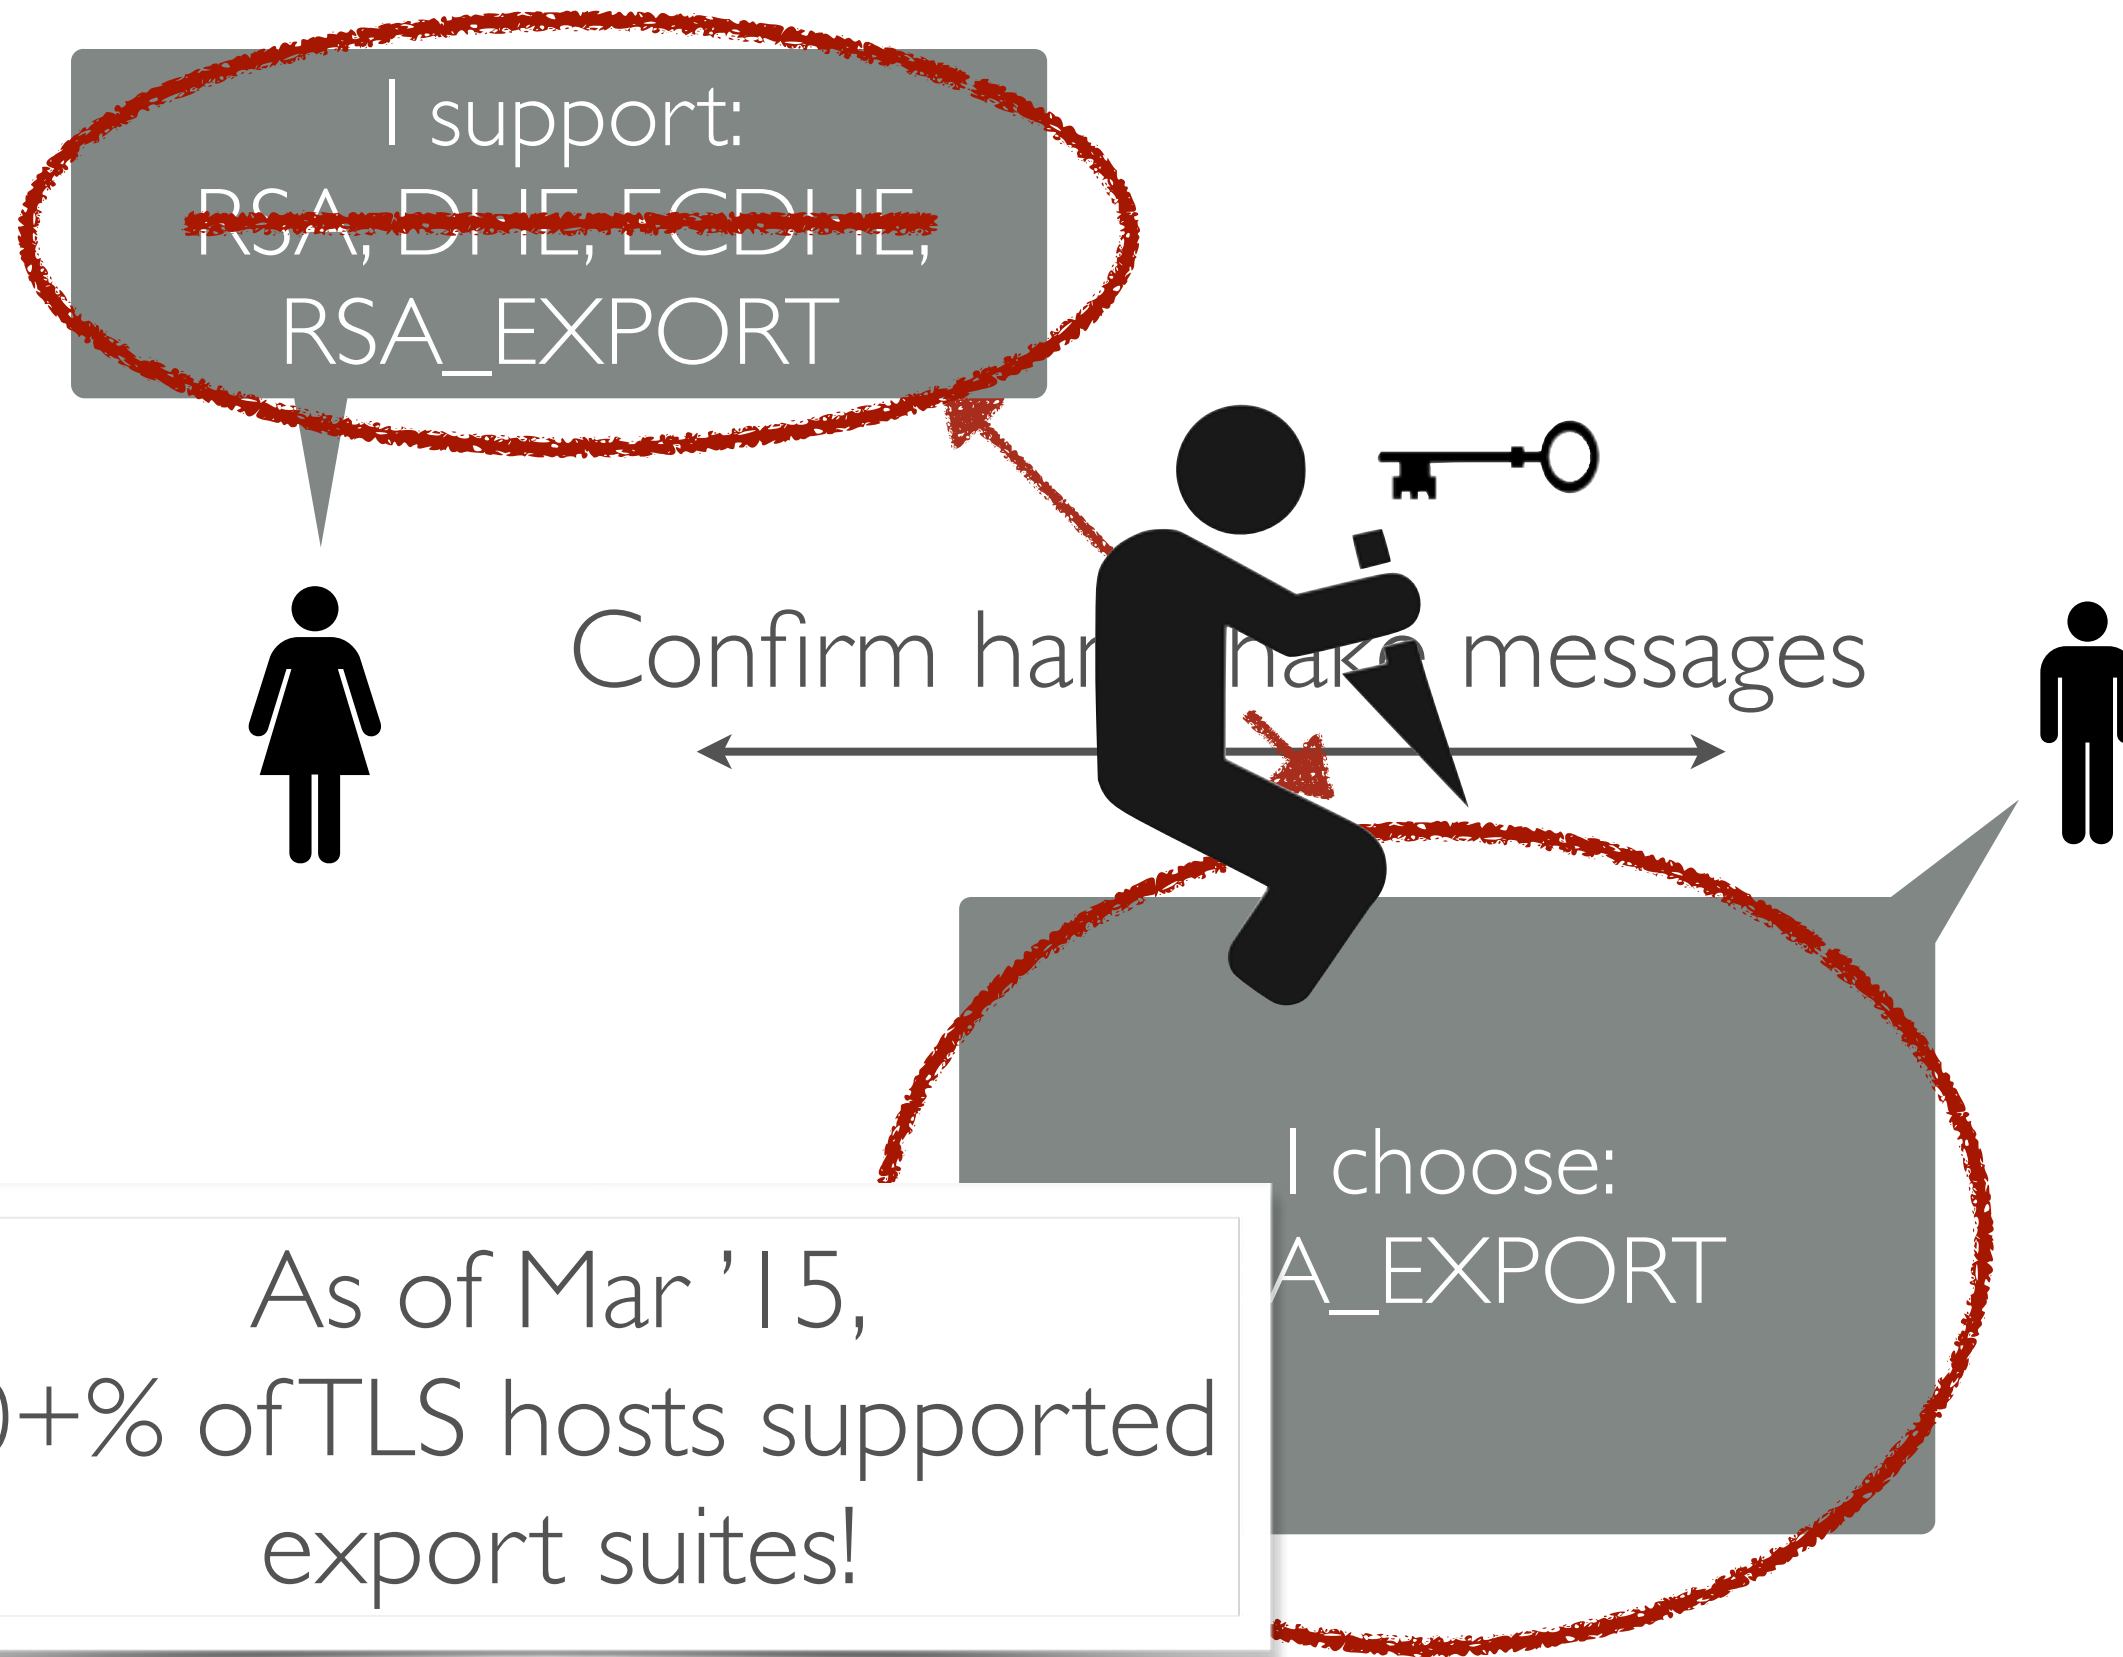 I support:
RSA, DHE, ECDHE,
RSA_EXPORT
Confirm messages
I choose:
A_EXPORT
As of Mar ’15,
+% of TLS hosts supported
export suites!